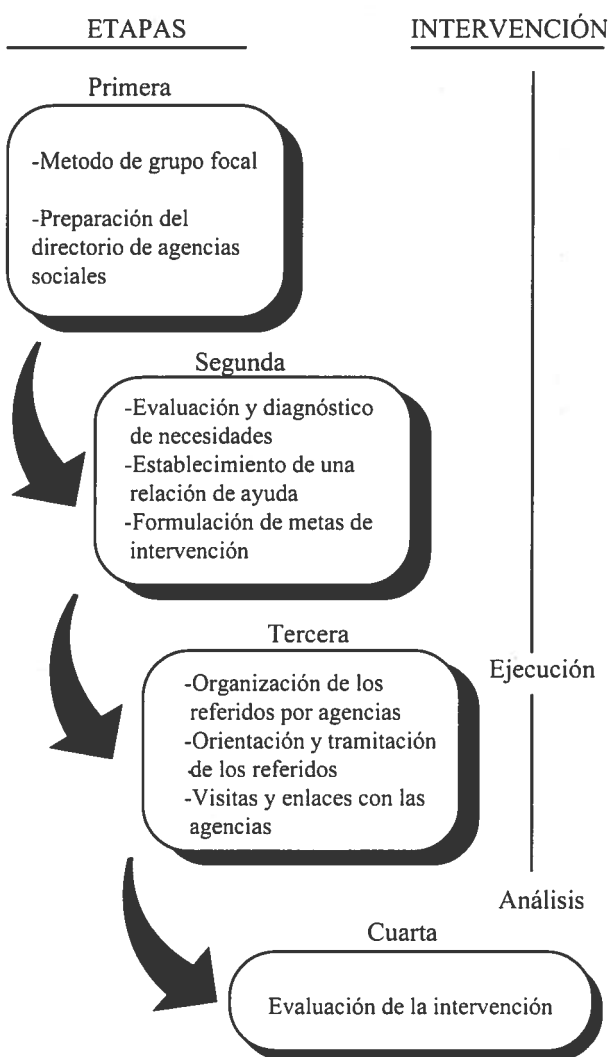 ETAPAS
INTERVENCIÓN
Primera
-Metodo de grupo focal
-Preparación del
directorio de agencias
sociales
Segunda
-Evaluación y diagnóstico
de necesidades
-Establecimiento de una
relación de ayuda
-Formulación de metas de
intervención
Tercera
-Organización de los
referidos por agencias
-Orientación y tramitación
de los referidos
-Visitas y enlaces con las
agencias
Ejecución
Análisis
Cuarta
Evaluación de la intervención